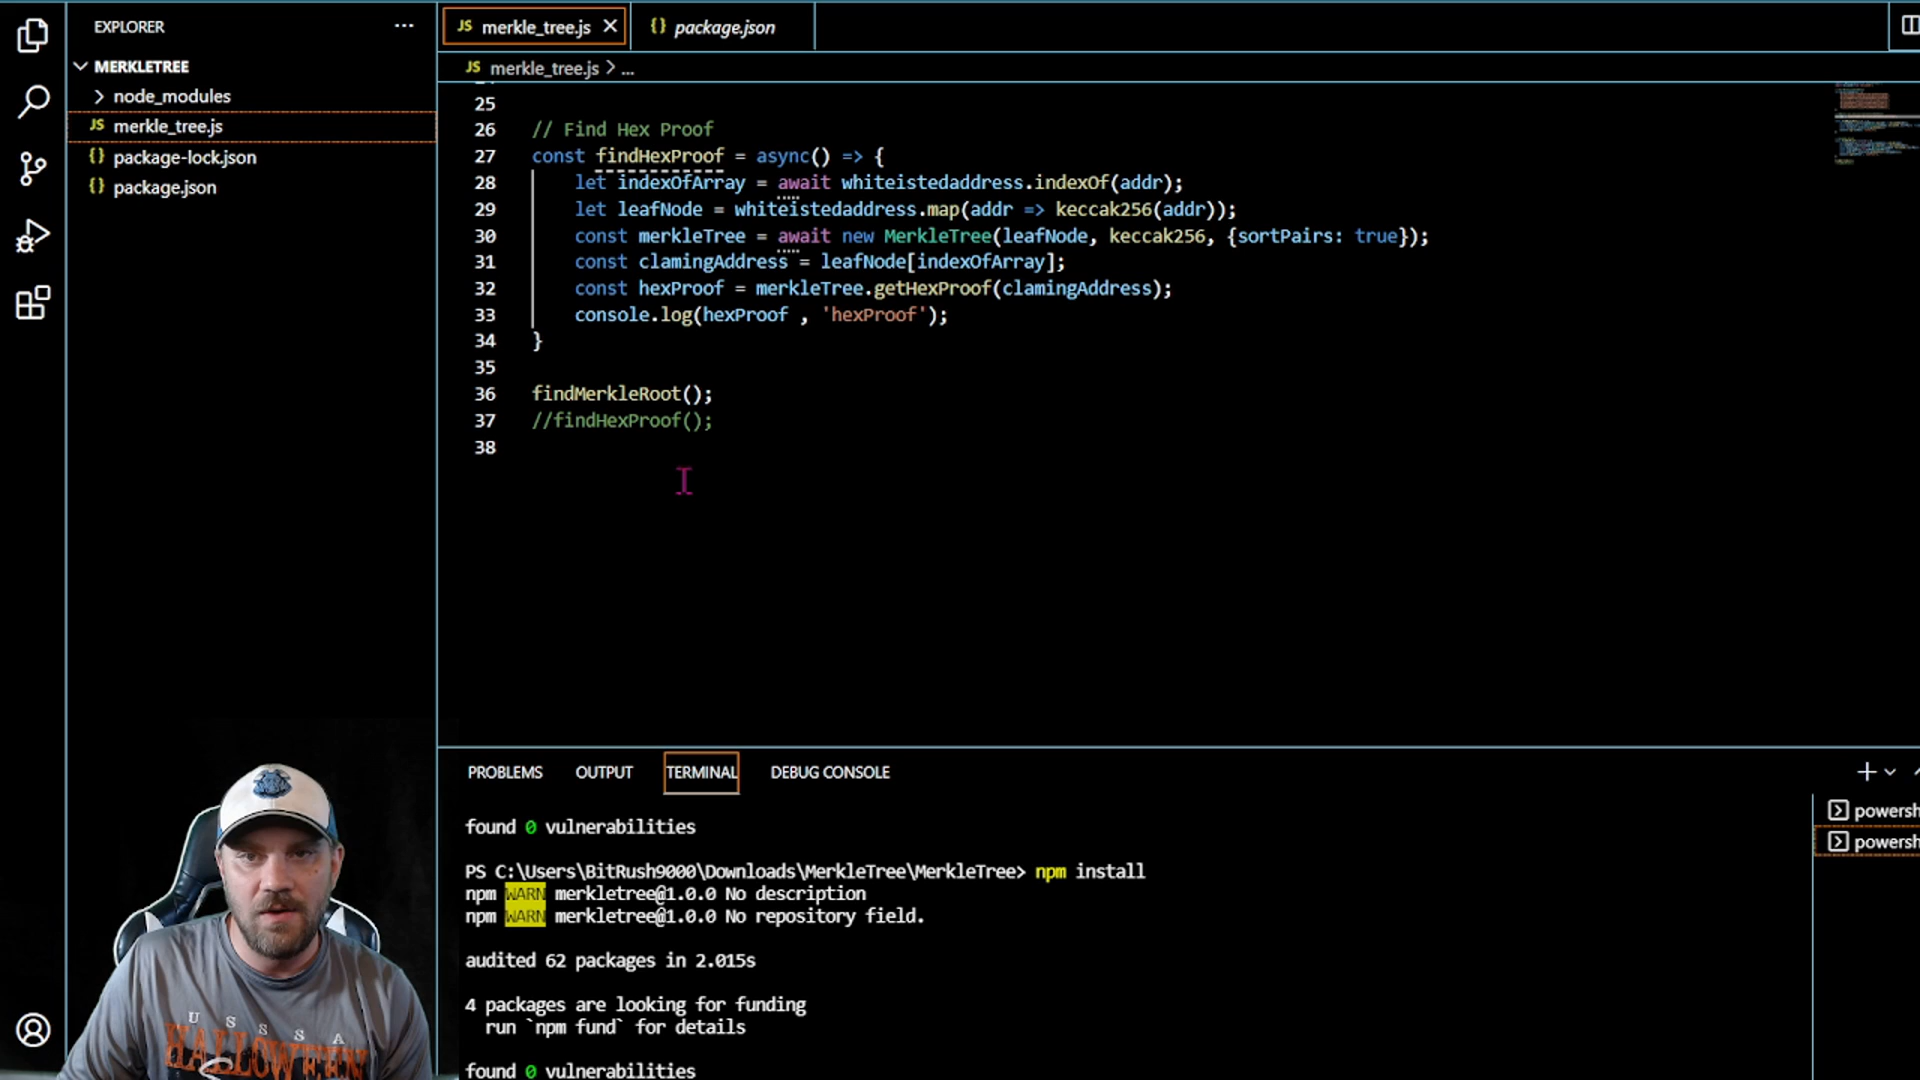 EXPLORER
MERKLETREE
node_modules
JS merkle_tree.js
{} package-lock.json
{} package.json
JS merkle_tree.js
{} package.json
JS merkle_tree.js > ...
25
26 // Find Hex Proof
27 const findHexProof = async() => {
28 let indexOfArray = await whiteistedaddress.indexOf(addr);
29 let leafNode = whiteistedaddress.map(addr => keccak256(addr));
30 const merkleTree = await new MerkleTree(leafNode, keccak256, {sortPairs: true});
31 const clamingAddress = leafNode[indexOfArray];
32 const hexProof = merkleTree.getHexProof(clamingAddress);
33 console.log(hexProof , 'hexProof');
34 }
35
36 findMerkleRoot();
37 //findHexProof();
38
PROBLEMS OUTPUT TERMINAL DEBUG CONSOLE
found 0 vulnerabilities
PS C:\Users\BitRush9000\Downloads\MerkleTree\MerkleTree> npm install
npm WARN merkletree@1.0.0 No description
npm WARN merkletree@1.0.0 No repository field.
audited 62 packages in 2.015s
4 packages are looking for funding
run `npm fund` for details
found 0 vulnerabilities
powersh
powersh
USSSA
HALLOWEEN